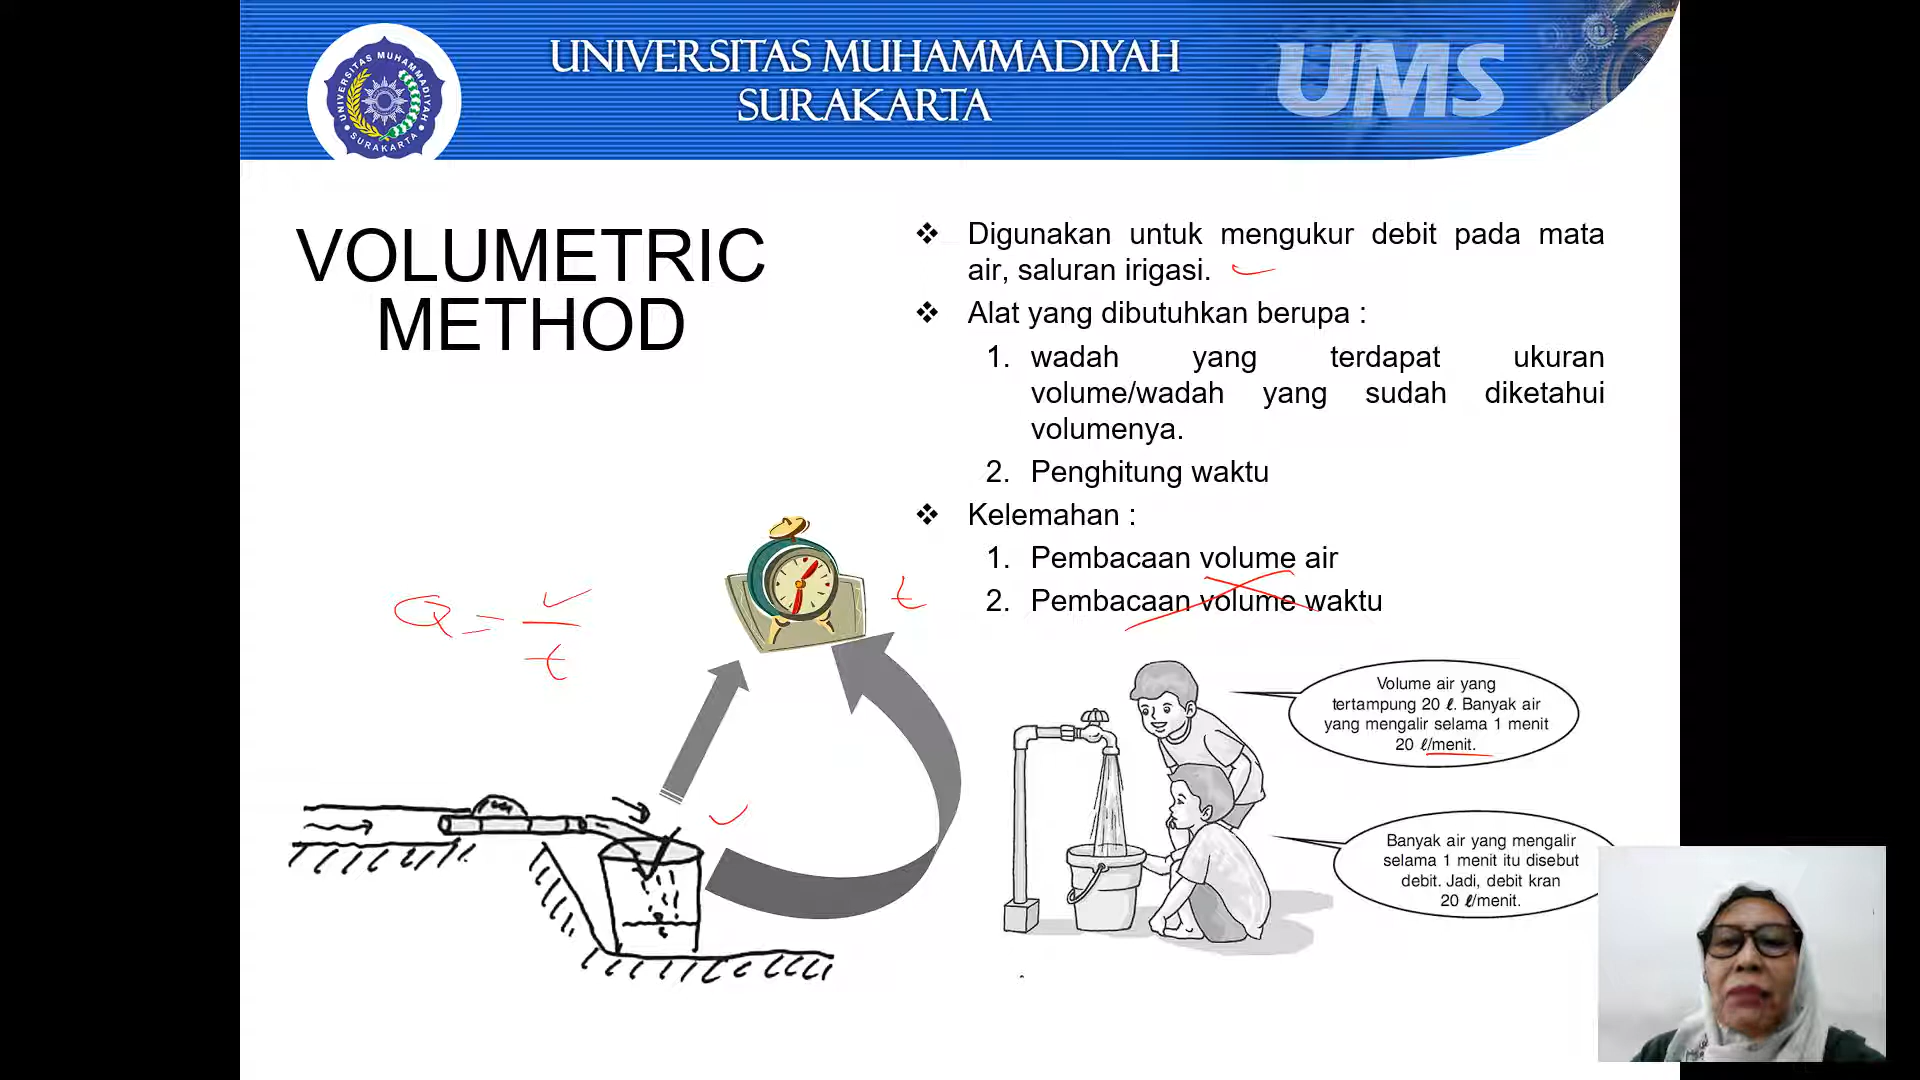 UNIVERSITAS MUHAMMADIYAH
SURAKARTA
UMS
UNIVERSITAS MUHAMMADIYAH
SURAKARTA
VOLUMETRIC
METHOD
❖ Digunakan untuk mengukur debit pada mata
air, saluran irigasi.
❖ Alat yang dibutuhkan berupa :
1. wadah yang terdapat ukuran
volume/wadah yang sudah diketahui
volumenya.
2. Penghitung waktu
❖ Kelemahan :
1. Pembacaan volume air
2. Pembacaan volume waktu
Q = v
t
t
Volume air yang
tertampung 20 ℓ. Banyak air
yang mengalir selama 1 menit
20 ℓ/menit.
Banyak air yang mengalir
selama 1 menit itu disebut
debit. Jadi, debit kran
20 ℓ/menit.